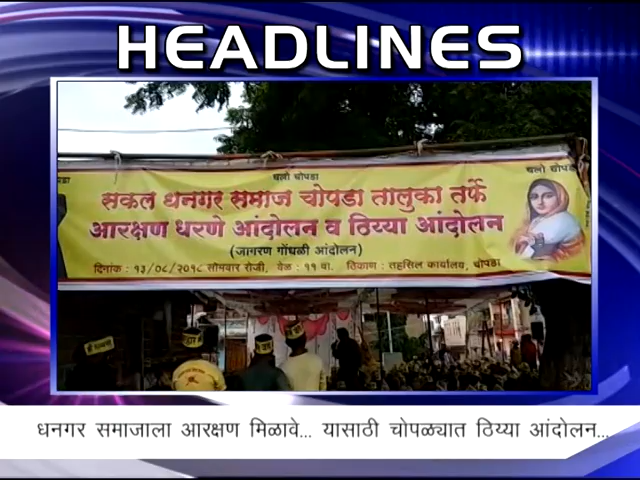 HEADLINES
चलो चोपडा चलो चोपडा
सकल धनगर समाज चोपडा तालुका तर्फे
आरक्षण धरणे आंदोलन व ठिय्या आंदोलन
(जागरण गोंधळी आंदोलन)
दिनांक : १३/०८/२०१८ सोमवार रोजी, वेळ : ११ वा. ठिकाण : तहसिल कार्यालय, चोपडा
धनगर समाजाला आरक्षण मिळावे... यासाठी चोपळ्यात ठिय्या आंदोलन...